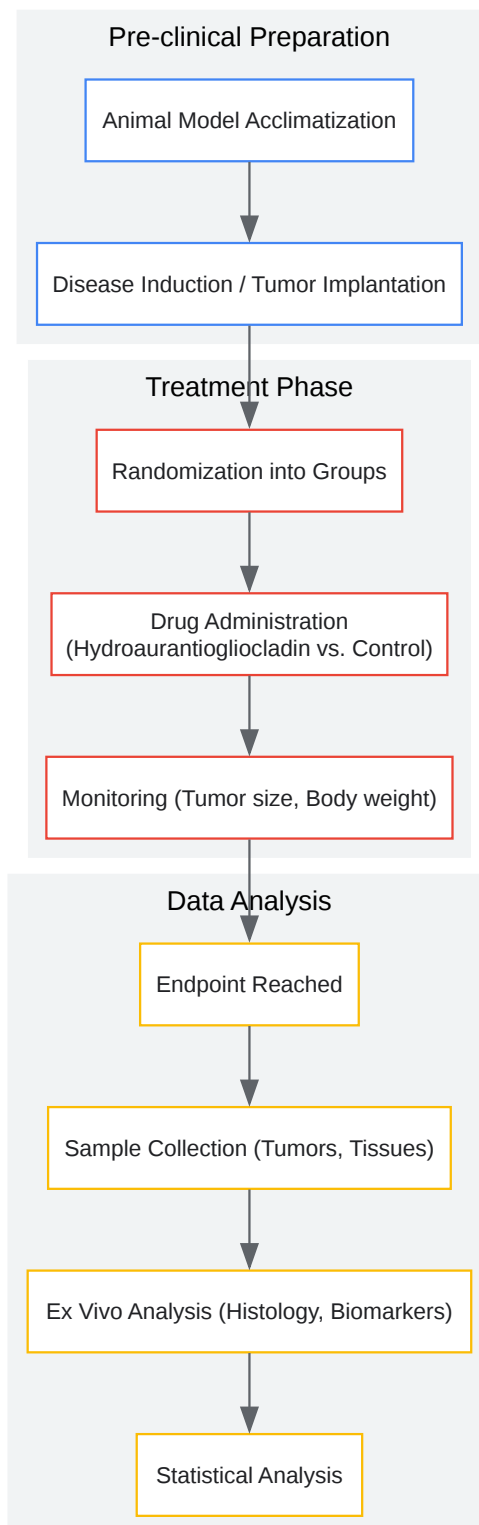 Pre-clinical Preparation
Animal Model Acclimatization
Disease Induction / Tumor Implantation
Treatment Phase
Randomization into Groups
Drug Administration
(Hydroaurantiogliocladin vs. Control)
Monitoring (Tumor size, Body weight)
Data Analysis
Endpoint Reached
Sample Collection (Tumors, Tissues)
Ex Vivo Analysis (Histology, Biomarkers)
Statistical Analysis